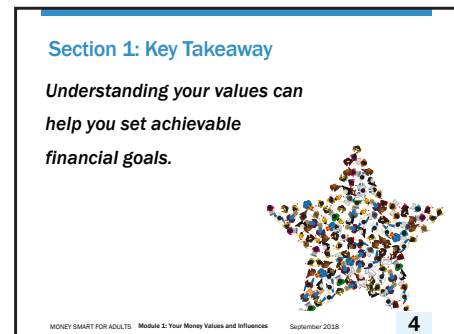 Section 1: Key Takeaway
Understanding your values can
help you set achievable
financial goals.
MONEY SMART FOR ADULTS Module 1: Your Money Values and Influences September 2018 4